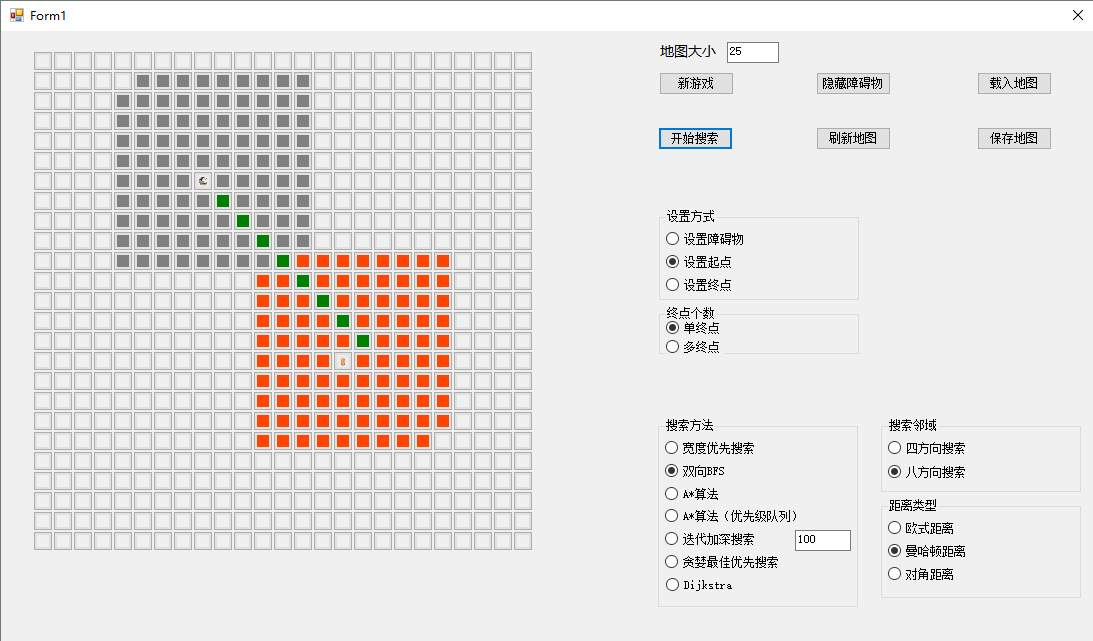 Form1
地图大小 25
新游戏 隐藏障碍物 载入地图
开始搜索 刷新地图 保存地图
设置方式
设置障碍物
设置起点
设置终点
终点个数
单终点
多终点
搜索方法
宽度优先搜索
双向BFS
A*算法
A*算法（优先级队列）
迭代加深搜索 100
贪婪最佳优先搜索
Dijkstra
搜索邻域
四方向搜索
八方向搜索
距离类型
欧式距离
曼哈顿距离
对角距离